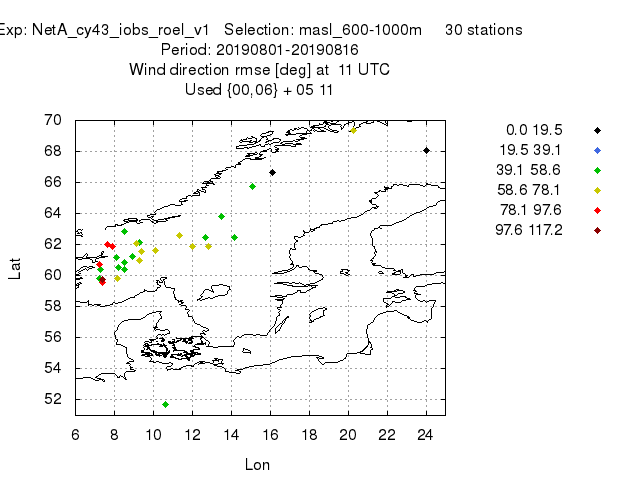 Exp: NetA_cy43_iobs_roel_v1 Selection: masl_600-1000m 30 stations
Period: 20190801-20190816
Wind direction rmse [deg] at 11 UTC
Used {00,06} + 05 11
70
68
66
64
62
60
58
56
54
52
Lat
6 8 10 12 14 16 18 20 22 24
Lon
0.0 19.5
19.5 39.1
39.1 58.6
58.6 78.1
78.1 97.6
97.6 117.2